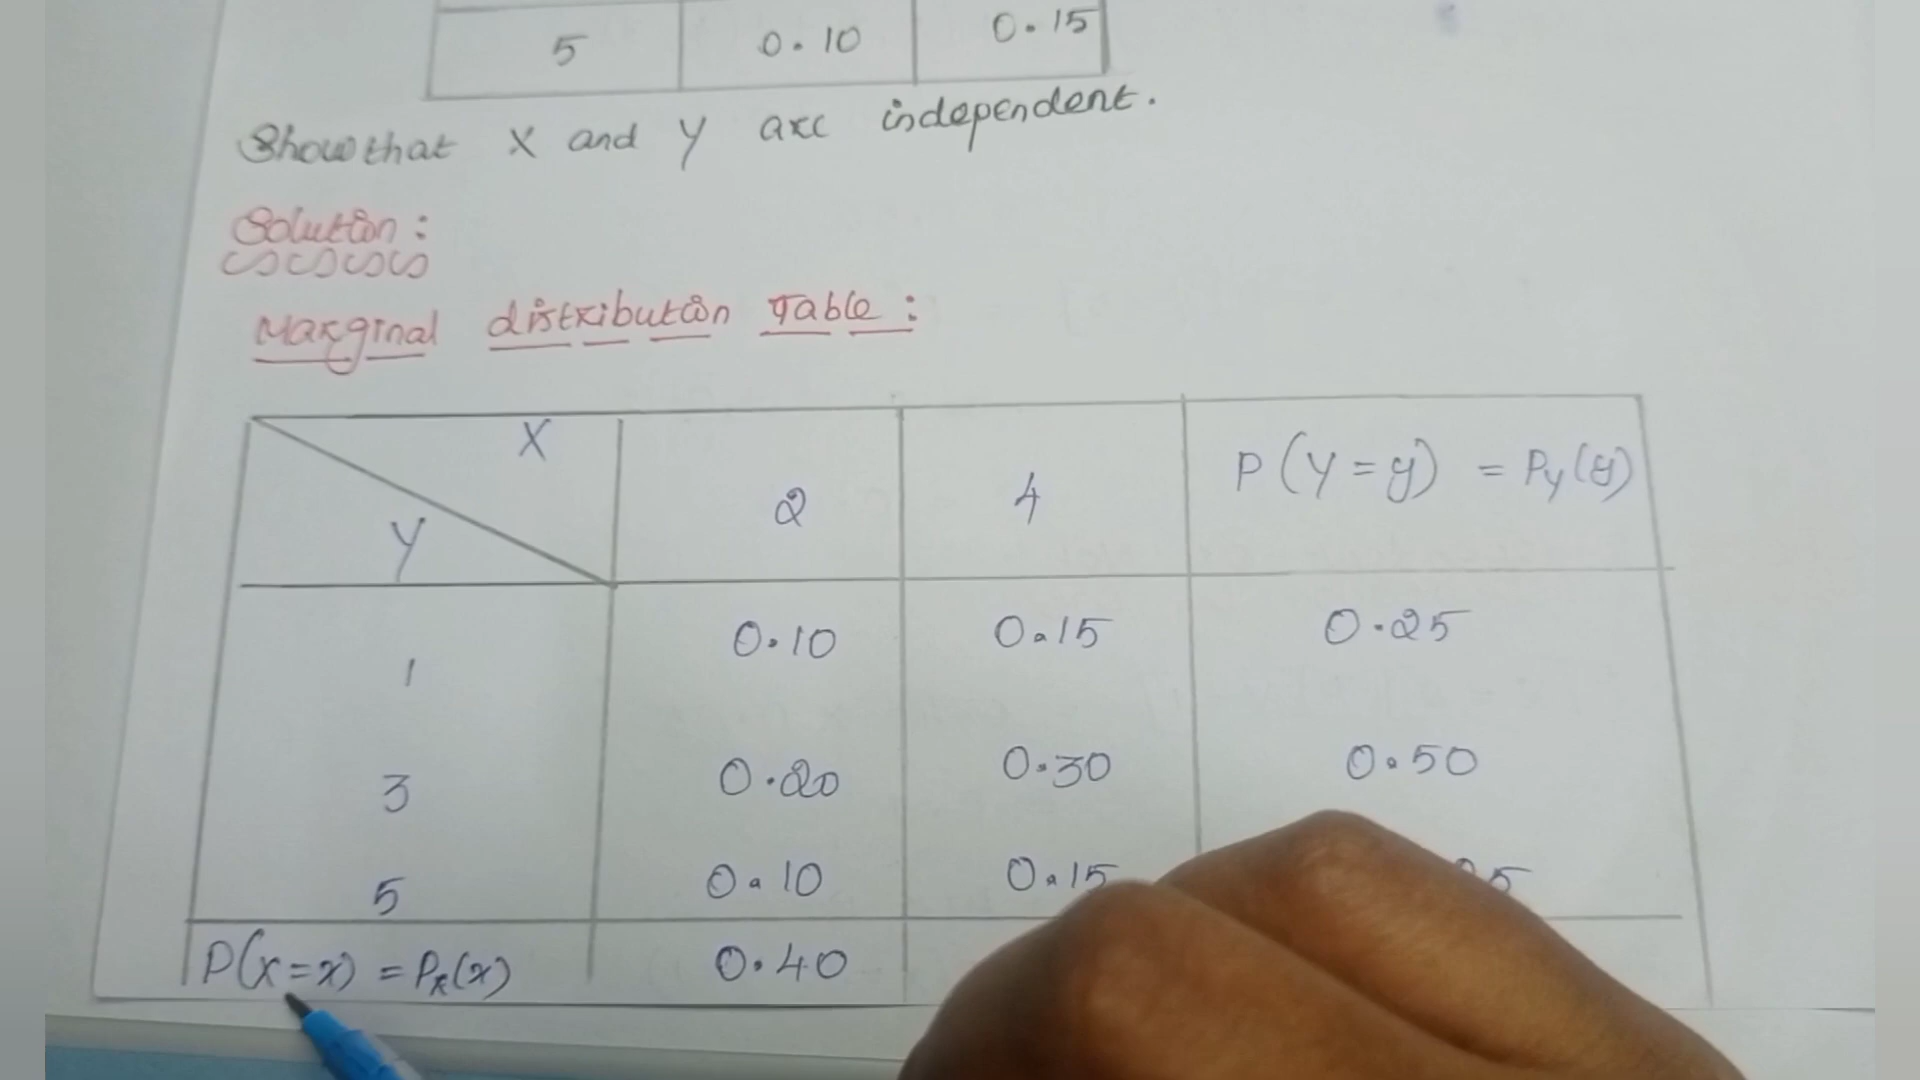 5 0.10 0.15
Show that X and Y are independent.
Solution:
Marginal distribution Table:
X
Y 2 4 P(Y=y) = Py(y)
1 0.10 0.15 0.25
3 0.20 0.30 0.50
5 0.10 0.15
P(X=x) = Px(x) 0.40